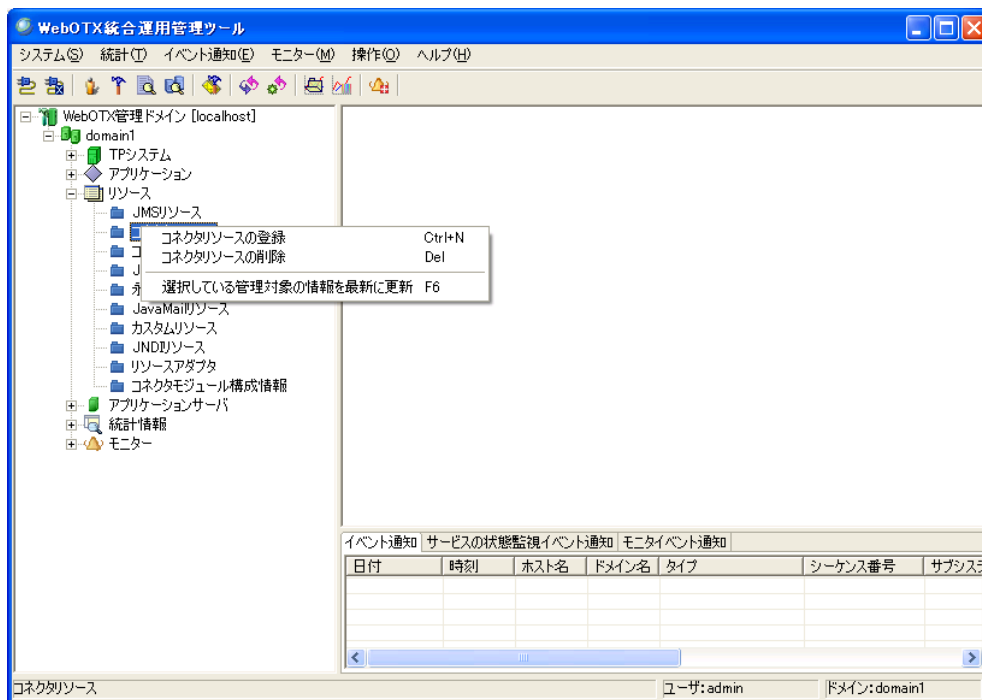 WebOTX統合運用管理ツール
システム(S) 統計(T) イベント通知(E) モニター(M) 操作(O) ヘルプ(H)
WebOTX管理ドメイン [localhost]
domain1
TPシステム
アプリケーション
リソース
JMSリソース
コネクタリソースの登録 Ctrl+N
コネクタリソースの削除 Del
選択している管理対象の情報を最新に更新 F6
JavaMailリソース
カスタムリソース
JNDIリソース
リソースアダプタ
コネクタモジュール構成情報
アプリケーションサーバ
統計情報
モニター
イベント通知 サービスの状態監視イベント通知 モニタイベント通知
日付 時刻 ホスト名 ドメイン名 タイプ シーケンス番号 サブシステ
コネクタリソース ユーザ:admin ドメイン:domain1